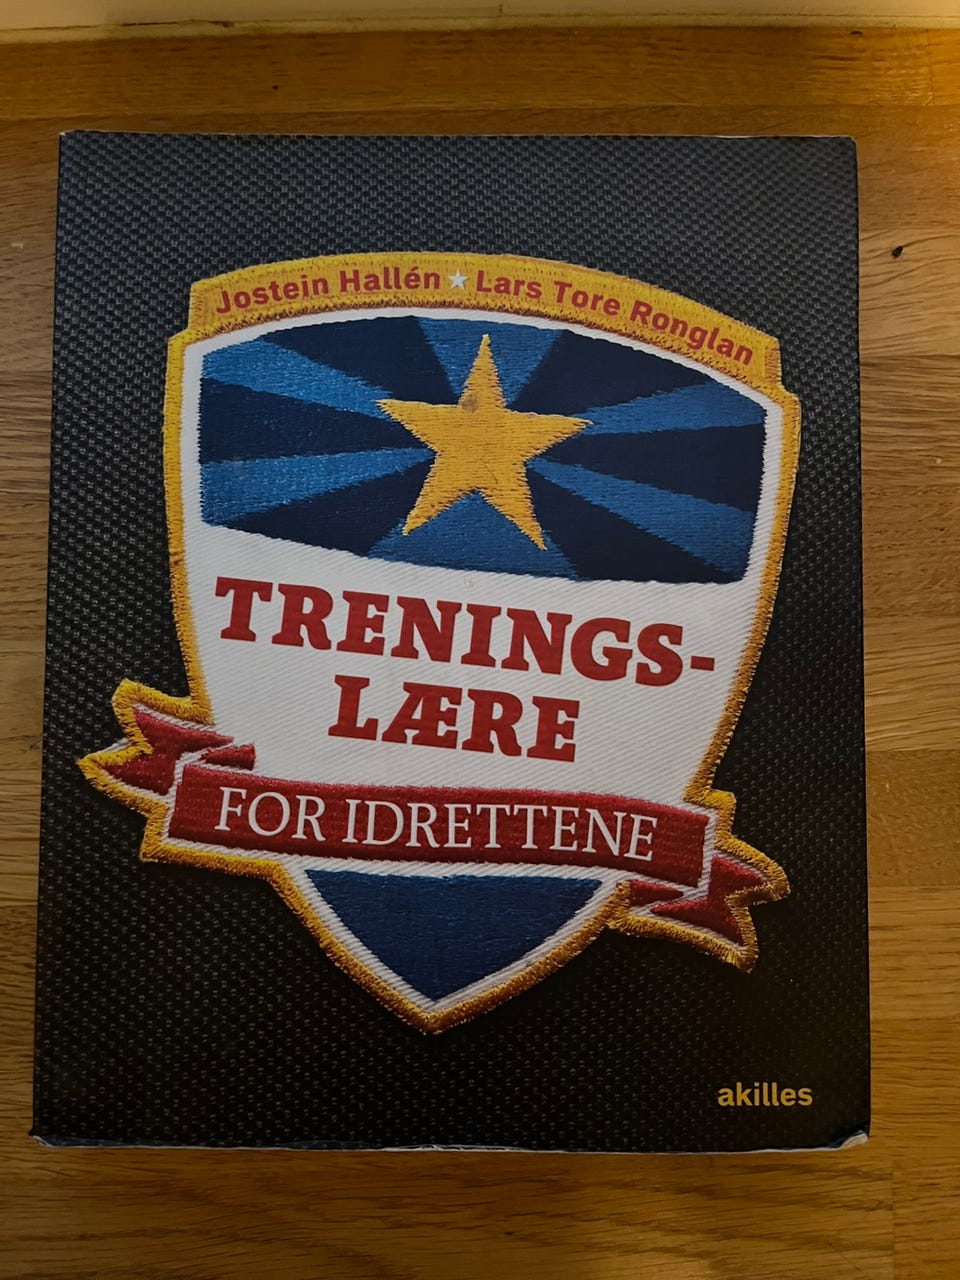 Jostein Hallén ★ Lars Tore Ronglan
TRENINGS-
LÆRE
FOR IDRETTENE
akilles